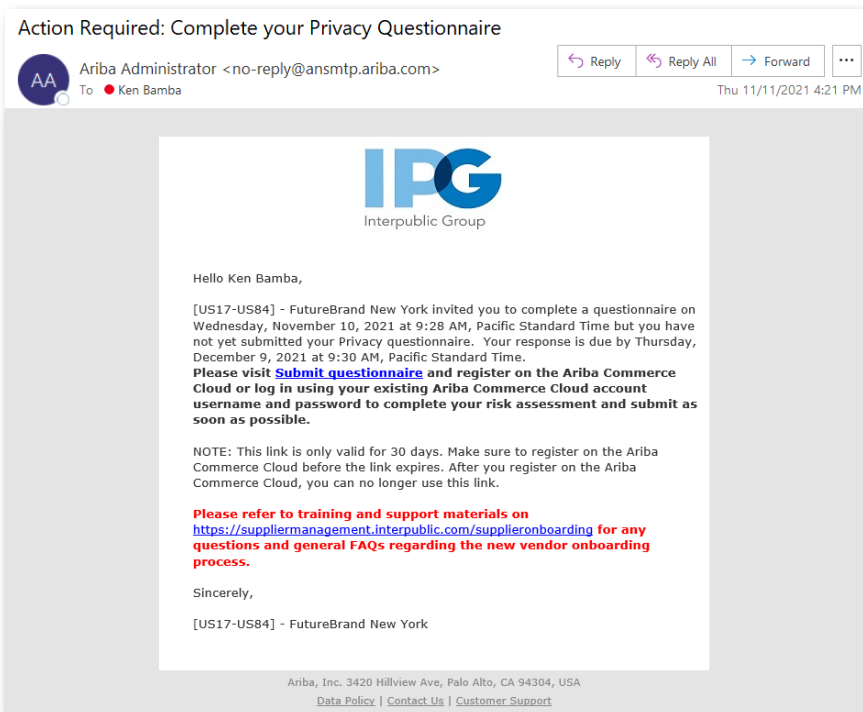 Action Required: Complete your Privacy Questionnaire
AA
Ariba Administrator <no-reply@ansmtp.ariba.com>
To Ken Bamba
Reply
Reply All
Forward
Thu 11/11/2021 4:21 PM
IPG
Interpublic Group
Hello Ken Bamba,
[US17-US84] - FutureBrand New York invited you to complete a questionnaire on
Wednesday, November 10, 2021 at 9:28 AM, Pacific Standard Time but you have
not yet submitted your Privacy questionnaire.  Your response is due by Thursday,
December 9, 2021 at 9:30 AM, Pacific Standard Time.
Please visit Submit questionnaire and register on the Ariba Commerce
Cloud or log in using your existing Ariba Commerce Cloud account
username and password to complete your risk assessment and submit as
soon as possible.
NOTE: This link is only valid for 30 days. Make sure to register on the Ariba
Commerce Cloud before the link expires. After you register on the Ariba
Commerce Cloud, you can no longer use this link.
Please refer to training and support materials on
https://suppliermanagement.interpublic.com/supplieronboarding for any
questions and general FAQs regarding the new vendor onboarding
process.
Sincerely,
[US17-US84] - FutureBrand New York
Ariba, Inc. 3420 Hillview Ave, Palo Alto, CA 94304, USA
Data Policy | Contact Us | Customer Support